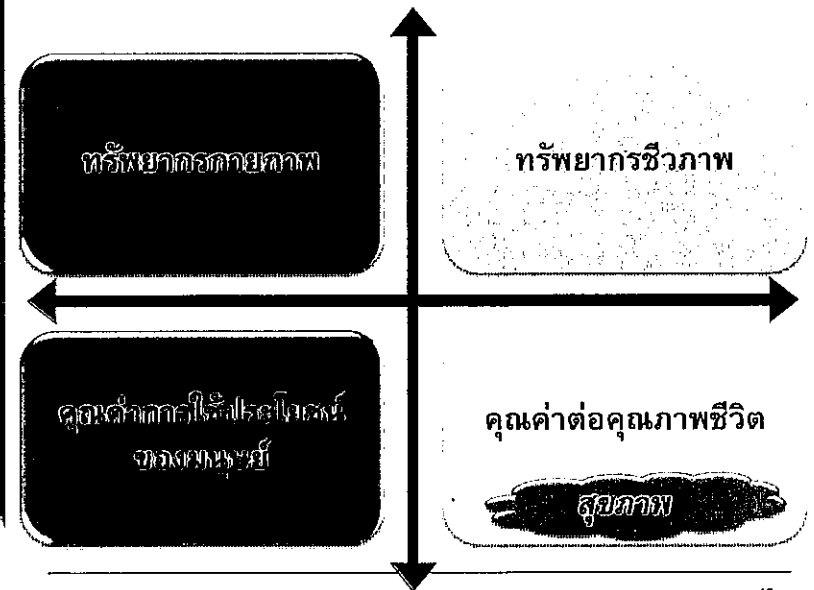 ทรัพยากรกายภาพ
ทรัพยากรชีวภาพ
คุณค่าการใช้ประโยชน์
ของมนุษย์
คุณค่าต่อคุณภาพชีวิต
สุขภาพ